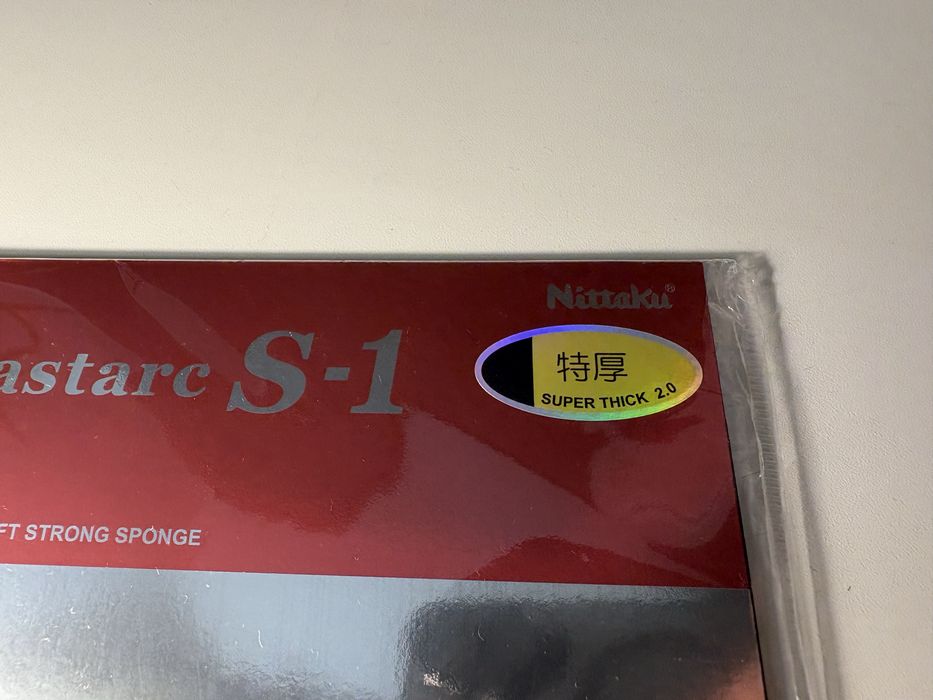 Nittaku®
astarc S-1
特厚
SUPER THICK 2.0
FT STRONG SPONGE